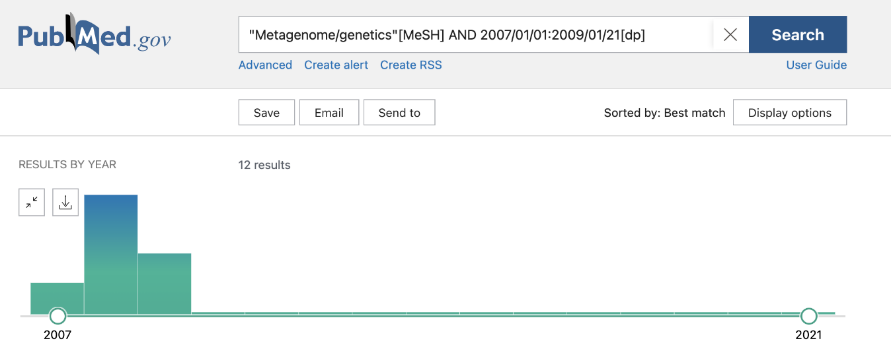 PubMed.gov
"Metagenome/genetics"[MeSH] AND 2007/01/01:2009/01/21[dp]
Search
Advanced Create alert Create RSS User Guide
Save Email Send to Sorted by: Best match Display options
RESULTS BY YEAR 12 results
2007 2021